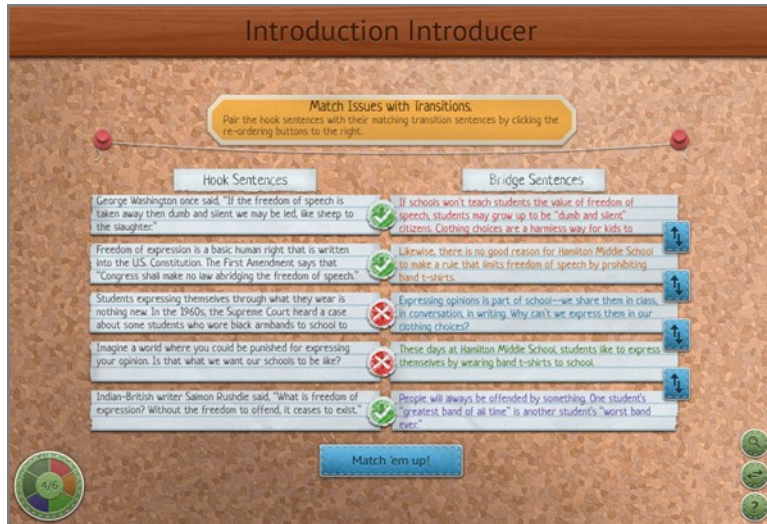 Introduction Introducer
Match Issues with Transitions.
Pair the hook sentences with their matching transition sentences by clicking the
re-ordering buttons to the right.
Hook Sentences
Bridge Sentences
George Washington once said, "If the freedom of speech is
taken away then dumb and silent we may be led, like sheep to
the slaughter."
If schools won't teach students the value of freedom of
speech, students may grow up to be "dumb and silent"
citizens. Clothing choices are a harmless way for kids to
Freedom of expression is a basic human right that is written
into the U.S. Constitution. The First Amendment says that
"Congress shall make no law abridging the freedom of speech."
Likewise, there is no good reason for Hamilton Middle School
to make a rule that limits freedom of speech by prohibiting
band t-shirts.
Students expressing themselves through what they wear is
nothing new. In the 1960s, the Supreme Court heard a case
about some students who wore black armbands to school to
Expressing opinions is part of school—we share them in class,
in conversation, in writing. Why can't we express them in our
clothing choices?
Imagine a world where you could be punished for expressing
your opinion. Is that what we want our schools to be like?
These days at Hamilton Middle School, students like to express
themselves by wearing band t-shirts to school.
Indian-British writer Salmon Rushdie said, "What is freedom of
expression? Without the freedom to offend, it ceases to exist."
People will always be offended by something. One student's
"greatest band of all time" is another student's "worst band
ever."
Match 'em up!
4/6
?